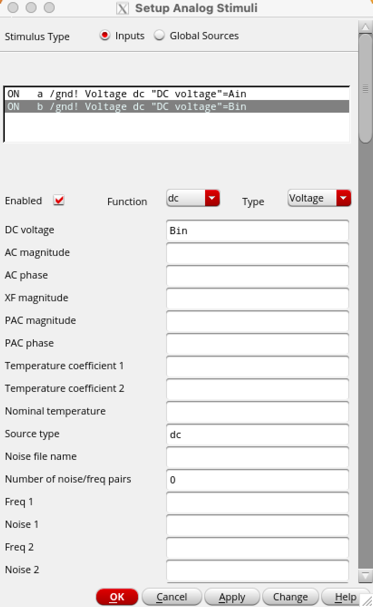 Setup Analog Stimuli
Stimulus Type Inputs Global Sources
ON a /gnd! Voltage dc "DC voltage"=Ain
ON b /gnd! Voltage dc "DC voltage"=Bin
Enabled Function dc Type Voltage
DC voltage Bin
AC magnitude
AC phase
XF magnitude
PAC magnitude
PAC phase
Temperature coefficient 1
Temperature coefficient 2
Nominal temperature
Source type dc
Noise file name
Number of noise/freq pairs 0
Freq 1
Noise 1
Freq 2
Noise 2
OK Cancel Apply Change Help